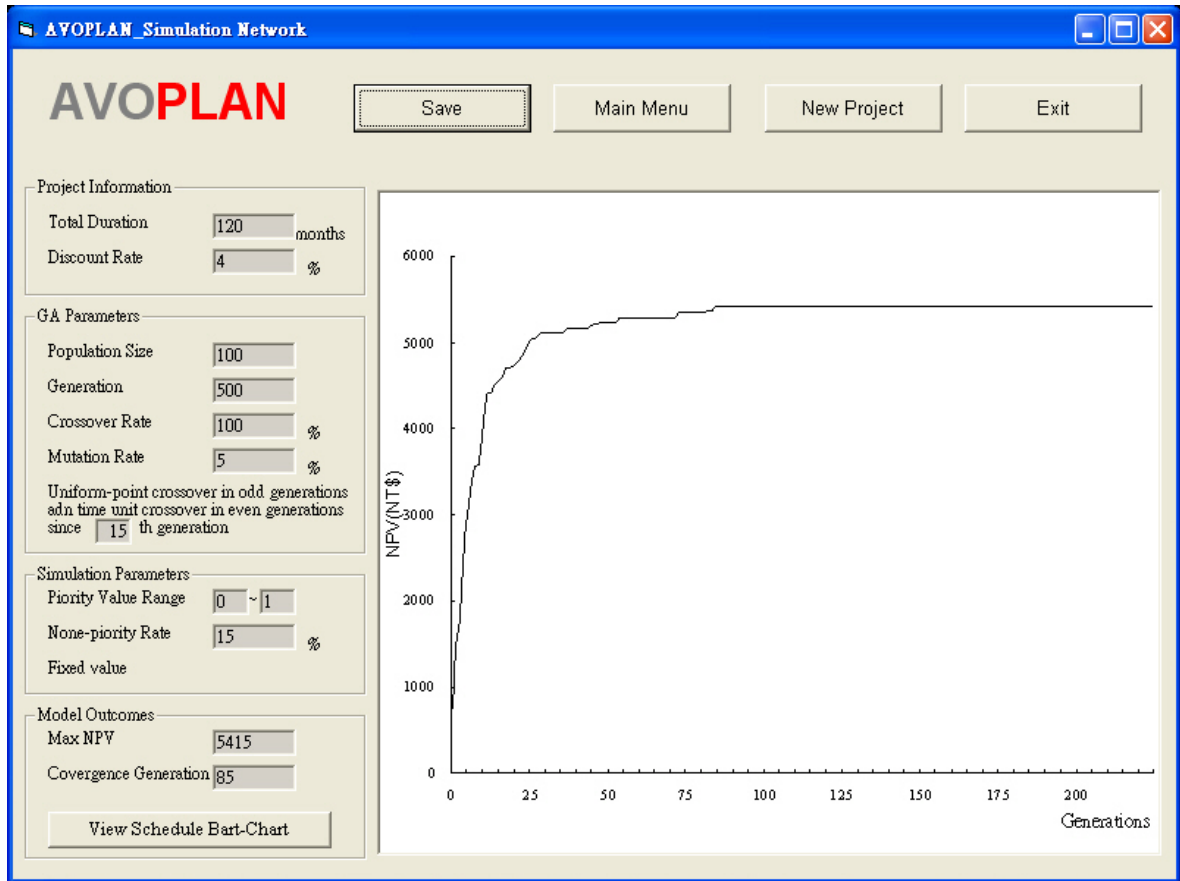 AVOPLAN_Simulation Network
AVOPLAN
Save
Main Menu
New Project
Exit
Project Information
Total Duration 120 months
Discount Rate 4 %
GA Parameters
Population Size 100
Generation 500
Crossover Rate 100 %
Mutation Rate 5 %
Uniform-point crossover in odd generations
adn time unit crossover in even generations
since 15 th generation
Simulation Parameters
Piority Value Range 0 ~ 1
None-piority Rate 15 %
Fixed value
Model Outcomes
Max NPV 5415
Covergence Generation 85
View Schedule Bart-Chart
NPV(NT$)
6000
5000
4000
3000
2000
1000
0
0 25 50 75 100 125 150 175 200
Generations